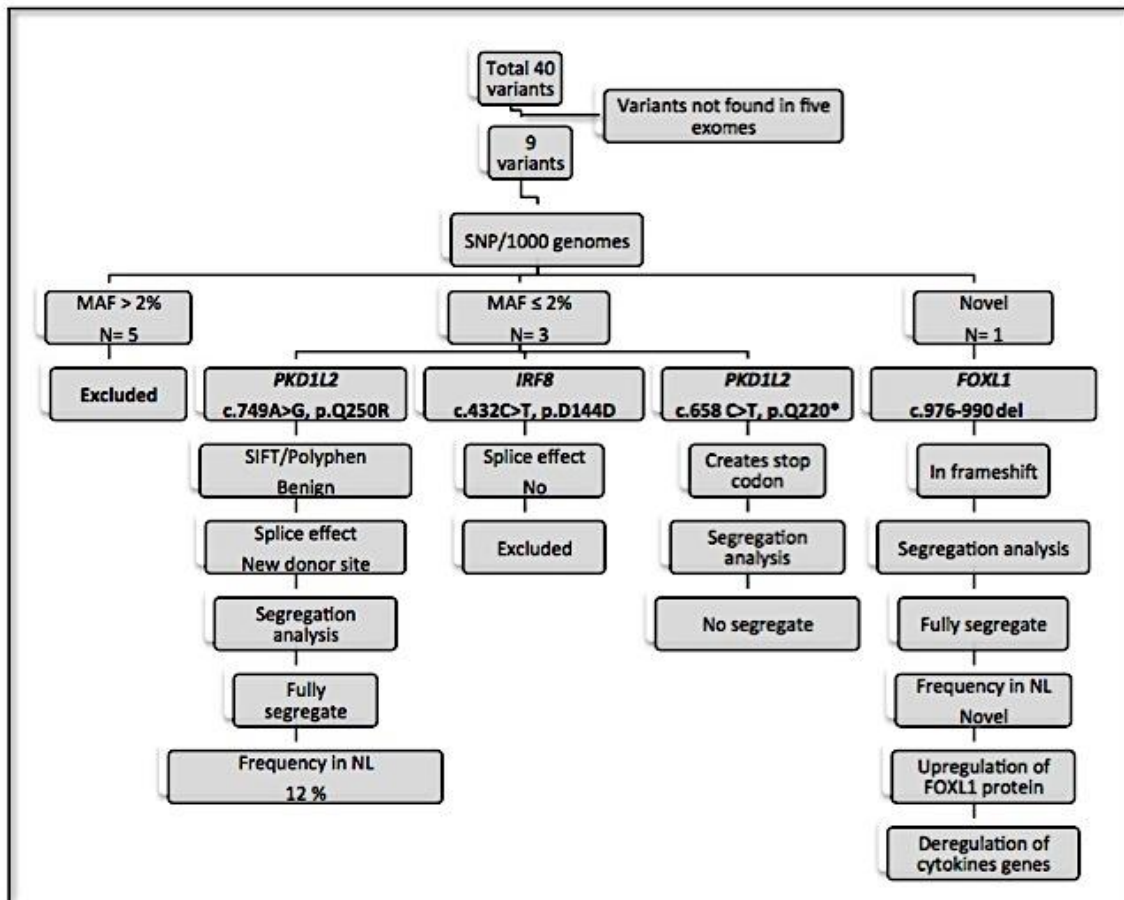 Total 40
variants
Variants not found in five
exomes
9
variants
SNP/1000 genomes
MAF > 2%
N= 5
MAF ≤ 2%
N= 3
Novel
N= 1
Excluded
PKD1L2
c.749A>G, p.Q250R
IRF8
c.432C>T, p.D144D
PKD1L2
c.658 C>T, p.Q220*
FOXL1
c.976-990 del
SIFT/Polyphen
Benign
Splice effect
No
Creates stop
codon
In frameshift
Splice effect
New donor site
Excluded
Segregation
analysis
Segregation analysis
Segregation
analysis
No segregate
Fully segregate
Fully
segregate
Frequency in NL
Novel
Frequency in NL
12 %
Upregulation of
FOXL1 protein
Deregulation of
cytokines genes